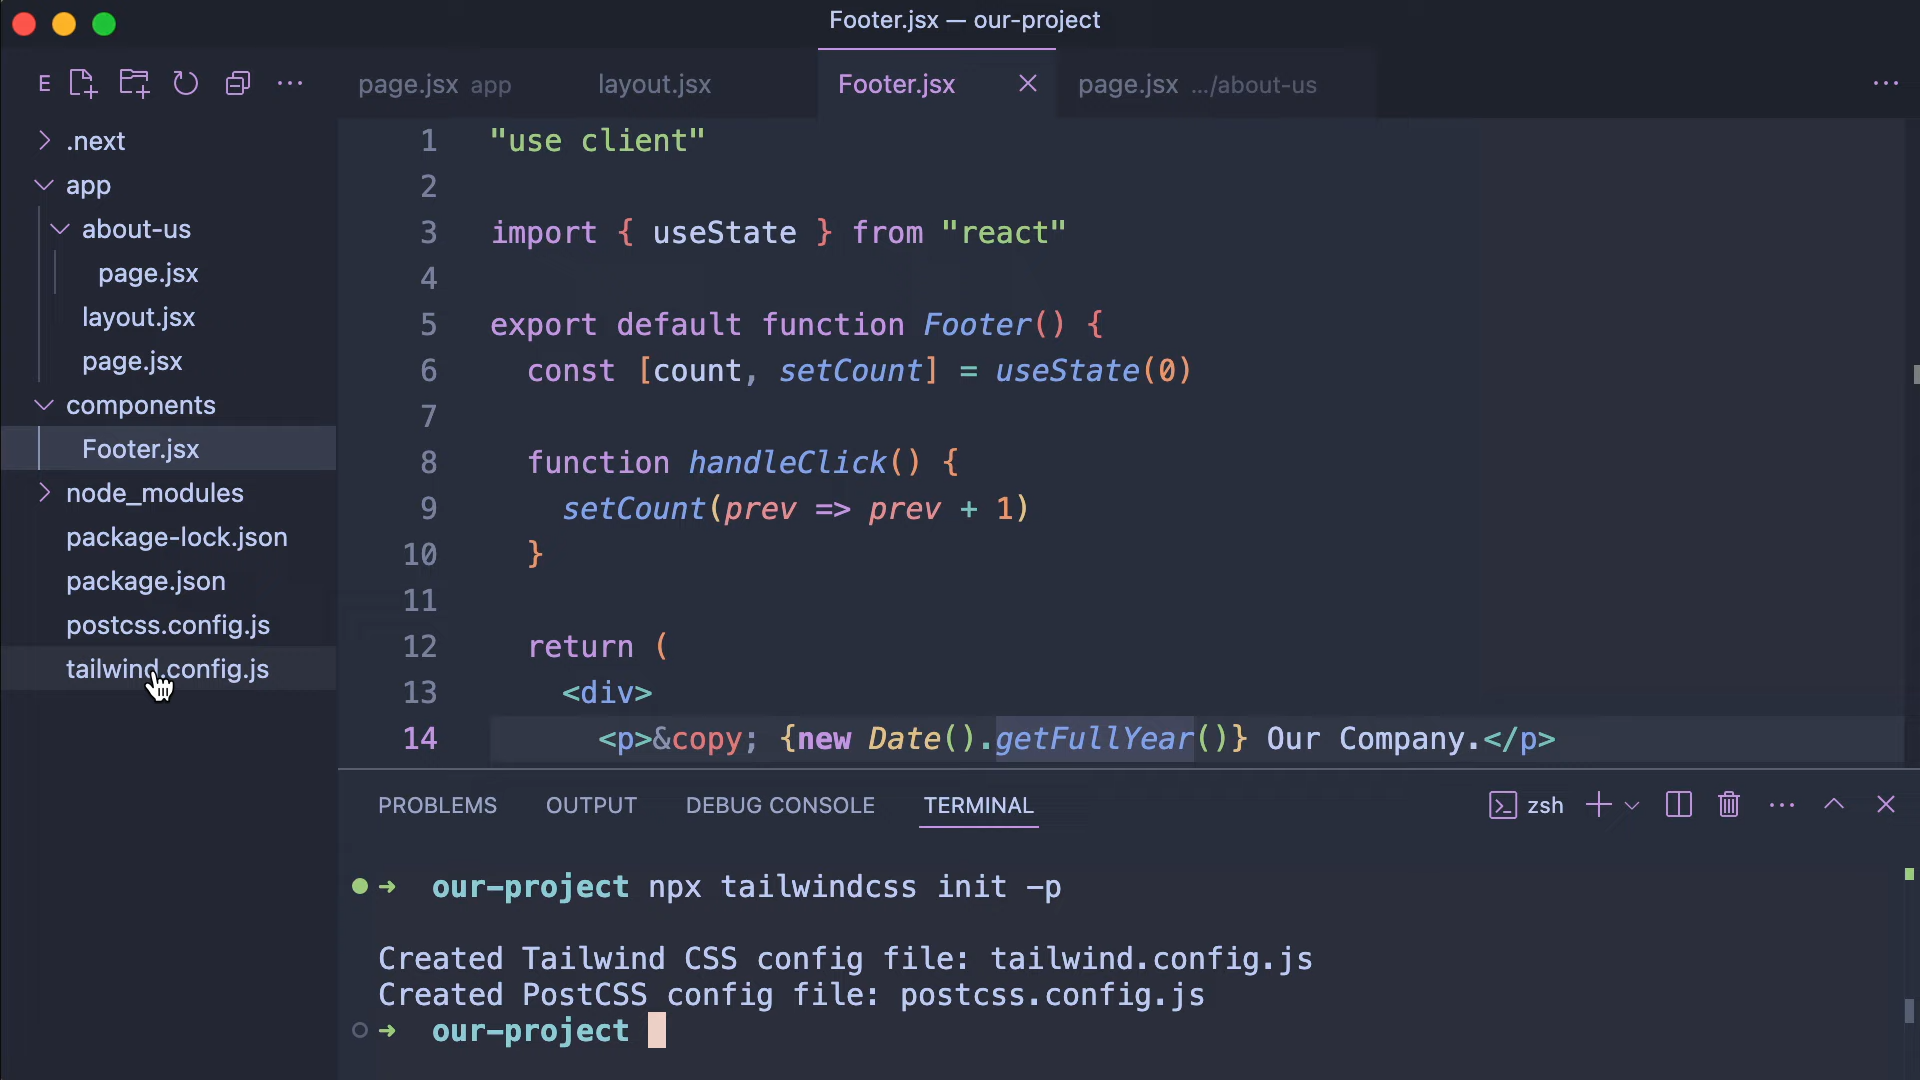 Footer.jsx — our-project
E
page.jsx app
layout.jsx
Footer.jsx
page.jsx .../about-us
.next
app
about-us
page.jsx
layout.jsx
page.jsx
components
Footer.jsx
node_modules
package-lock.json
package.json
postcss.config.js
tailwind.config.js
1 "use client"
2
3 import { useState } from "react"
4
5 export default function Footer() {
6 const [count, setCount] = useState(0)
7
8 function handleClick() {
9 setCount(prev => prev + 1)
10 }
11
12 return (
13 <div>
14 <p>&copy; {new Date().getFullYear()} Our Company.</p>
PROBLEMS OUTPUT DEBUG CONSOLE TERMINAL zsh
→ our-project npx tailwindcss init -p
Created Tailwind CSS config file: tailwind.config.js
Created PostCSS config file: postcss.config.js
→ our-project